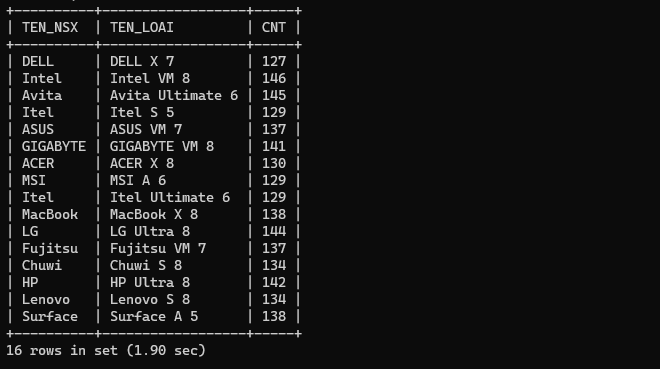 +----------+------------------+-----+
| TEN_NSX  | TEN_LOAI         | CNT |
+----------+------------------+-----+
| DELL     | DELL X 7         | 127 |
| Intel    | Intel VM 8       | 146 |
| Avita    | Avita Ultimate 6 | 145 |
| Itel     | Itel S 5         | 129 |
| ASUS     | ASUS VM 7        | 137 |
| GIGABYTE | GIGABYTE VM 8    | 141 |
| ACER     | ACER X 8         | 130 |
| MSI      | MSI A 6          | 129 |
| Itel     | Itel Ultimate 6  | 129 |
| MacBook  | MacBook X 8      | 138 |
| LG       | LG Ultra 8       | 144 |
| Fujitsu  | Fujitsu VM 7     | 137 |
| Chuwi    | Chuwi S 8        | 134 |
| HP       | HP Ultra 8       | 142 |
| Lenovo   | Lenovo S 8       | 134 |
| Surface  | Surface A 5      | 138 |
+----------+------------------+-----+
16 rows in set (1.90 sec)